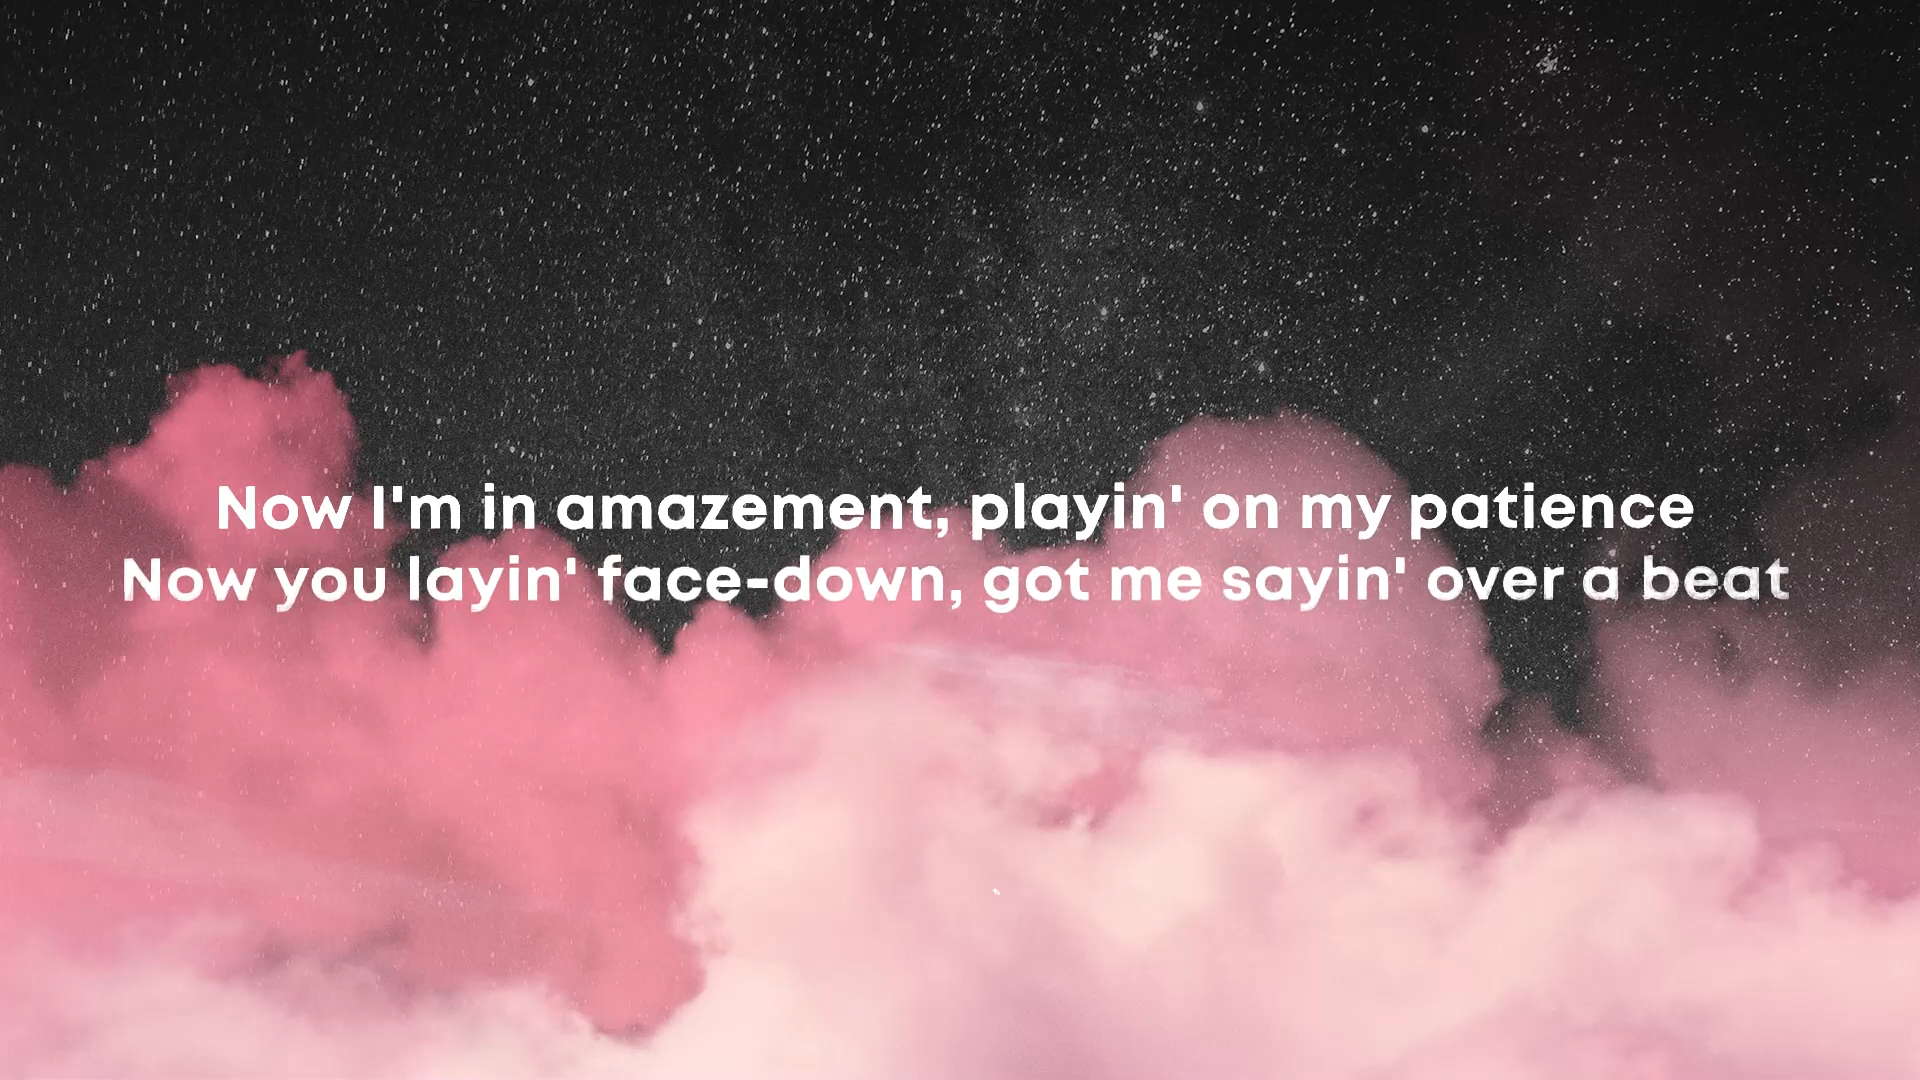 Now I'm in amazement, playin' on my patience
Now you layin' face-down, got me sayin' over a beat